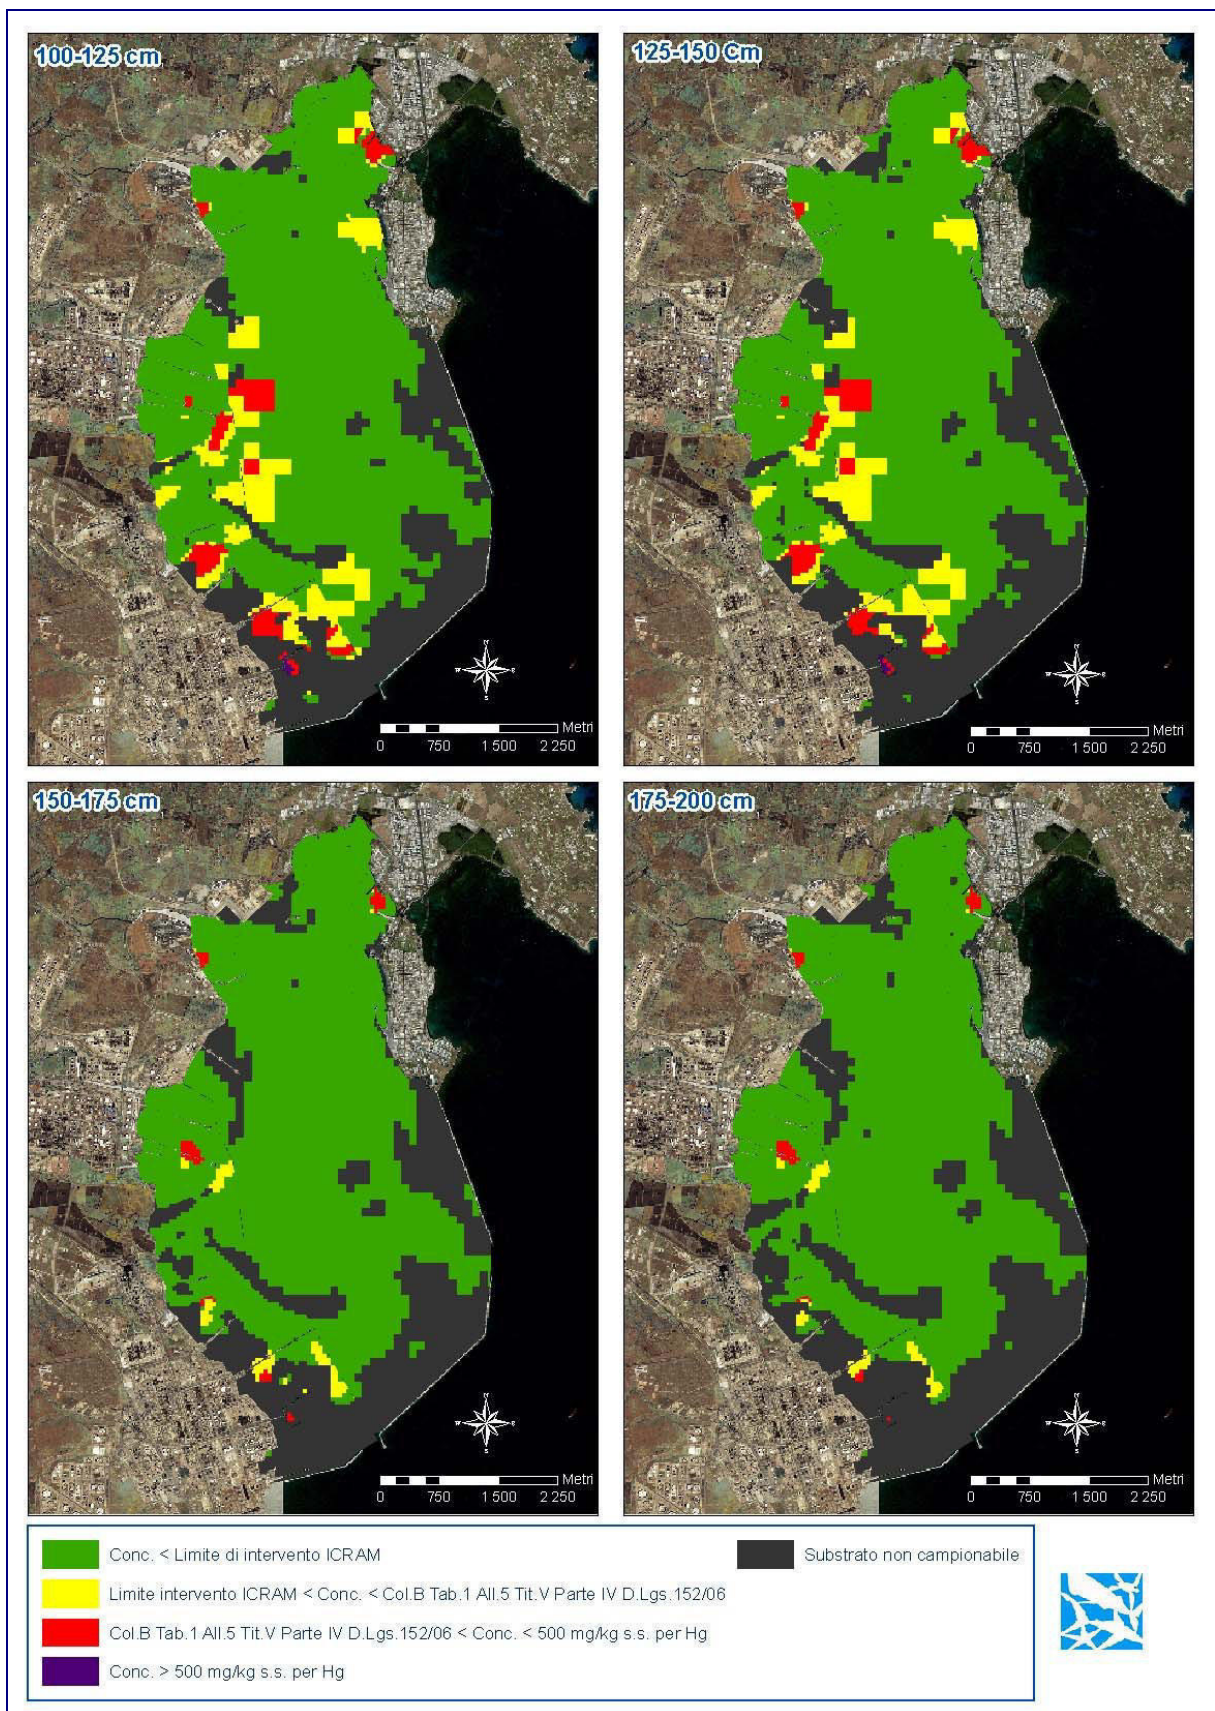 100-125 cm
125-150 Cm
Metri
0 750 1 500 2 250
Metri
0 750 1 500 2 250
150-175 cm
175-200 cm
Metri
0 750 1 500 2 250
Metri
0 750 1 500 2 250
Conc. < Limite di intervento ICRAM
Substrato non campionabile
Limite intervento ICRAM < Conc. < Col.B Tab.1 All.5 Tit.V Parte IV D.Lgs.152/06
Col.B Tab.1 All.5 Tit.V Parte IV D.Lgs.152/06 < Conc. < 500 mg/kg s.s. per Hg
Conc. > 500 mg/kg s.s. per Hg